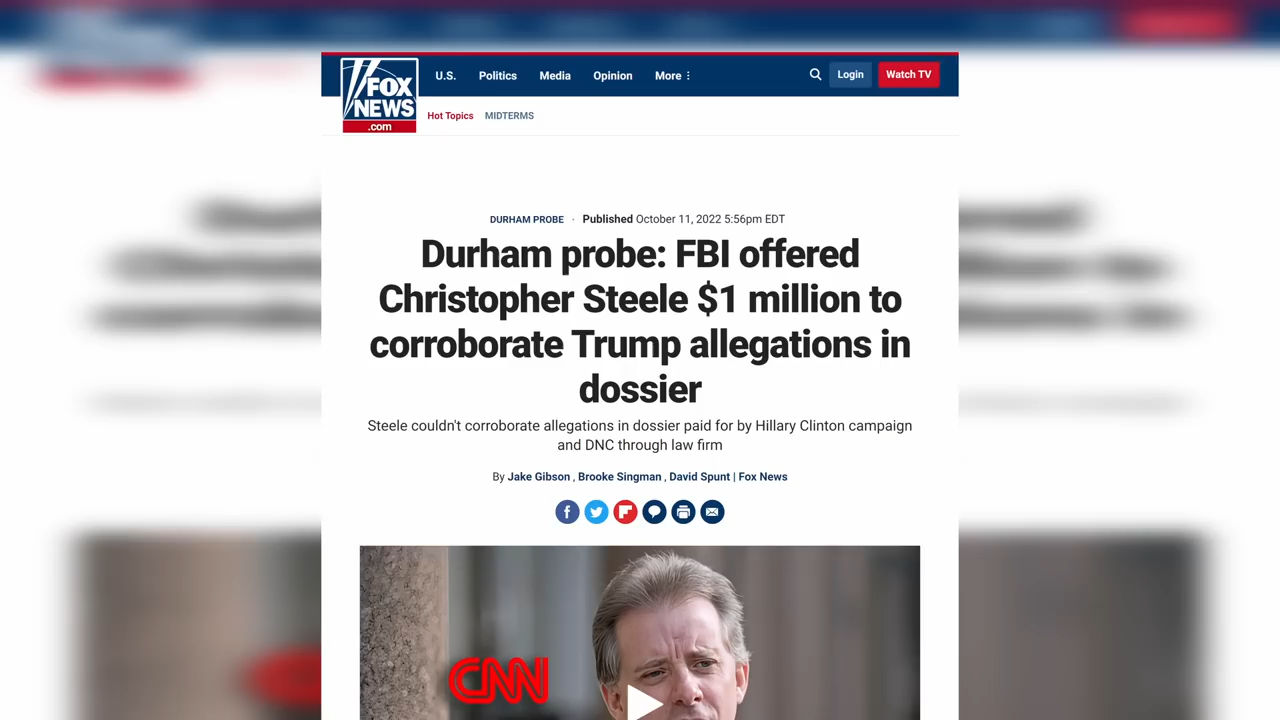 FOX
NEWS
.com
U.S. Politics Media Opinion More
Login Watch TV
Hot Topics MIDTERMS
DURHAM PROBE · Published October 11, 2022 5:56pm EDT
Durham probe: FBI offered
Christopher Steele $1 million to
corroborate Trump allegations in
dossier
Steele couldn't corroborate allegations in dossier paid for by Hillary Clinton campaign
and DNC through law firm
By Jake Gibson , Brooke Singman , David Spunt | Fox News
CNN